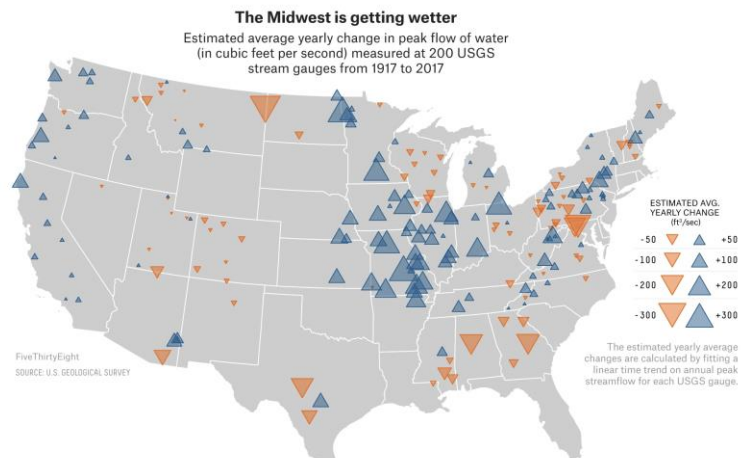 The Midwest is getting wetter
Estimated average yearly change in peak flow of water
(in cubic feet per second) measured at 200 USGS
stream gauges from 1917 to 2017
ESTIMATED AVG.
YEARLY CHANGE
(ft³/sec)
-50 +50
-100 +100
-200 +200
-300 +300
The estimated yearly average
changes are calculated by fitting a
linear time trend on annual peak
streamflow for each USGS gauge.
FiveThirtyEight
SOURCE: U.S. GEOLOGICAL SURVEY